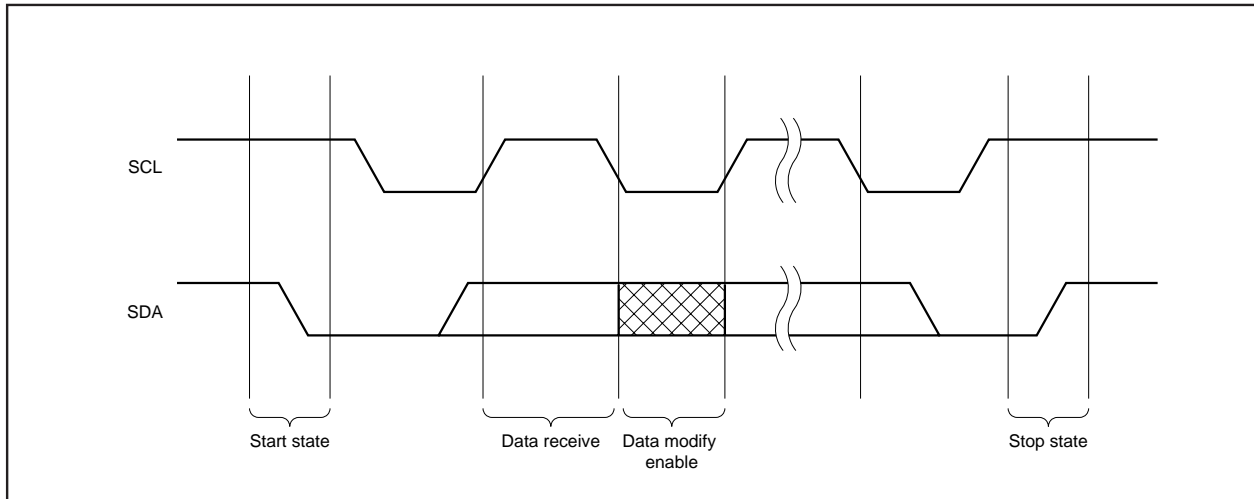 SCL
SDA
Start state
Data receive
Data modify
enable
Stop state